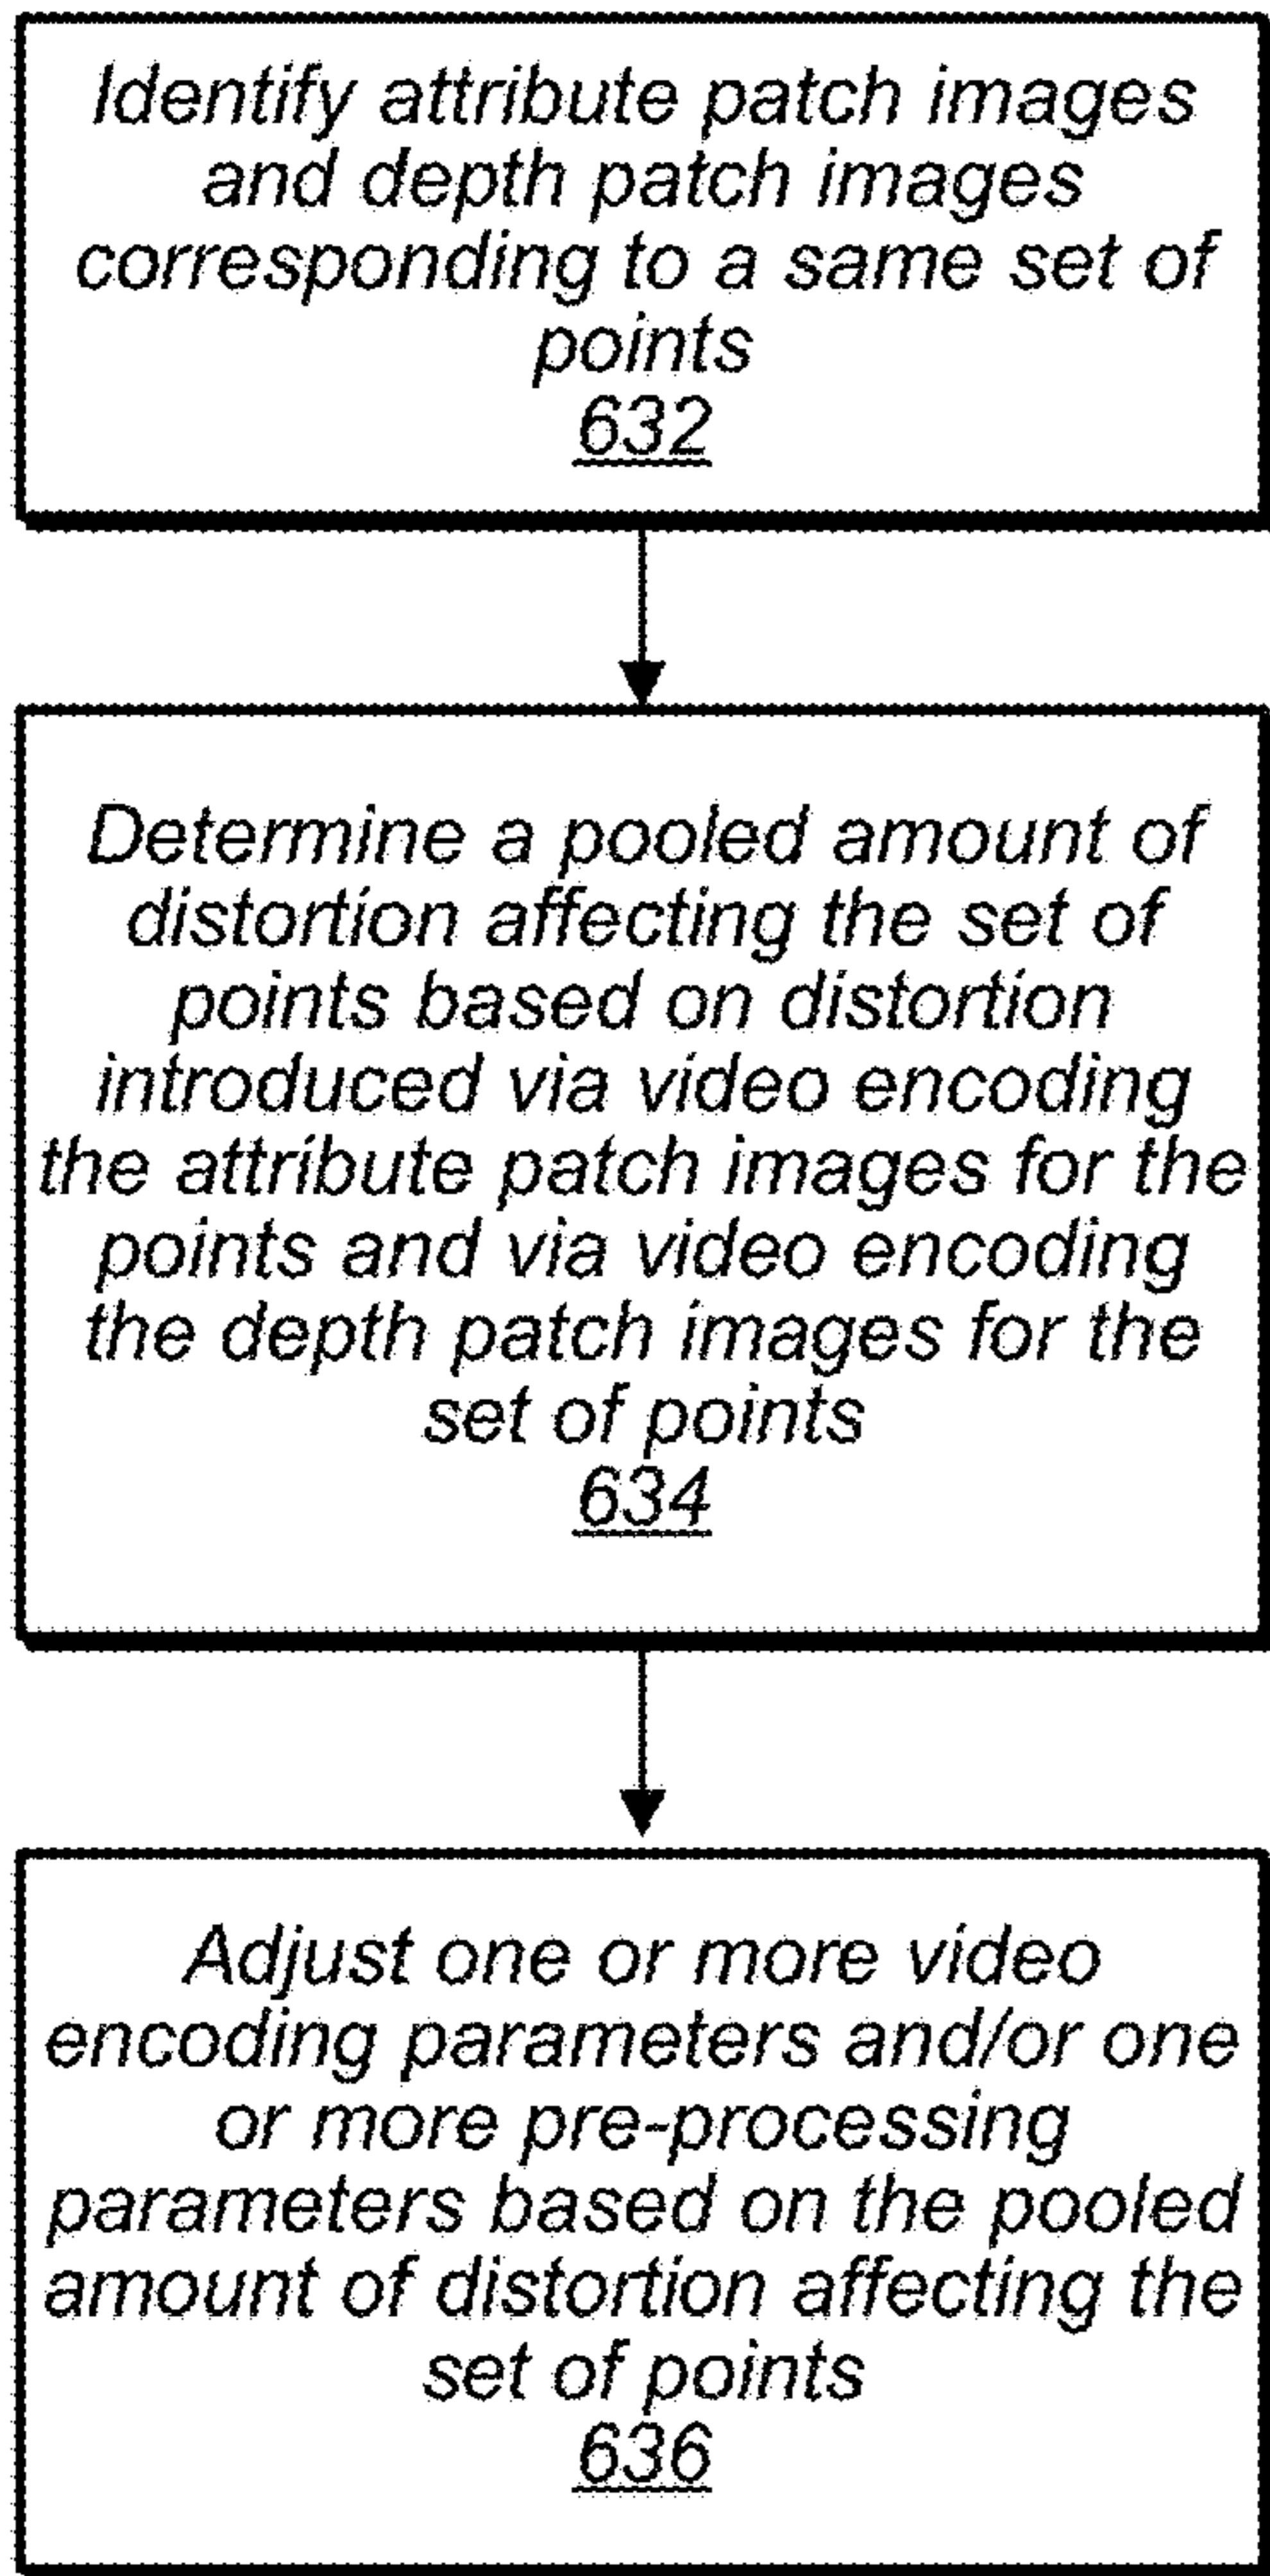 Identify attribute patch images
and depth patch images
corresponding to a same set of
points
632
Determine a pooled amount of
distortion affecting the set of
points based on distortion
introduced via video encoding
the attribute patch images for the
points and via video encoding
the depth patch images for the
set of points
634
Adjust one or more video
encoding parameters and/or one
or more pre-processing
parameters based on the pooled
amount of distortion affecting the
set of points
636